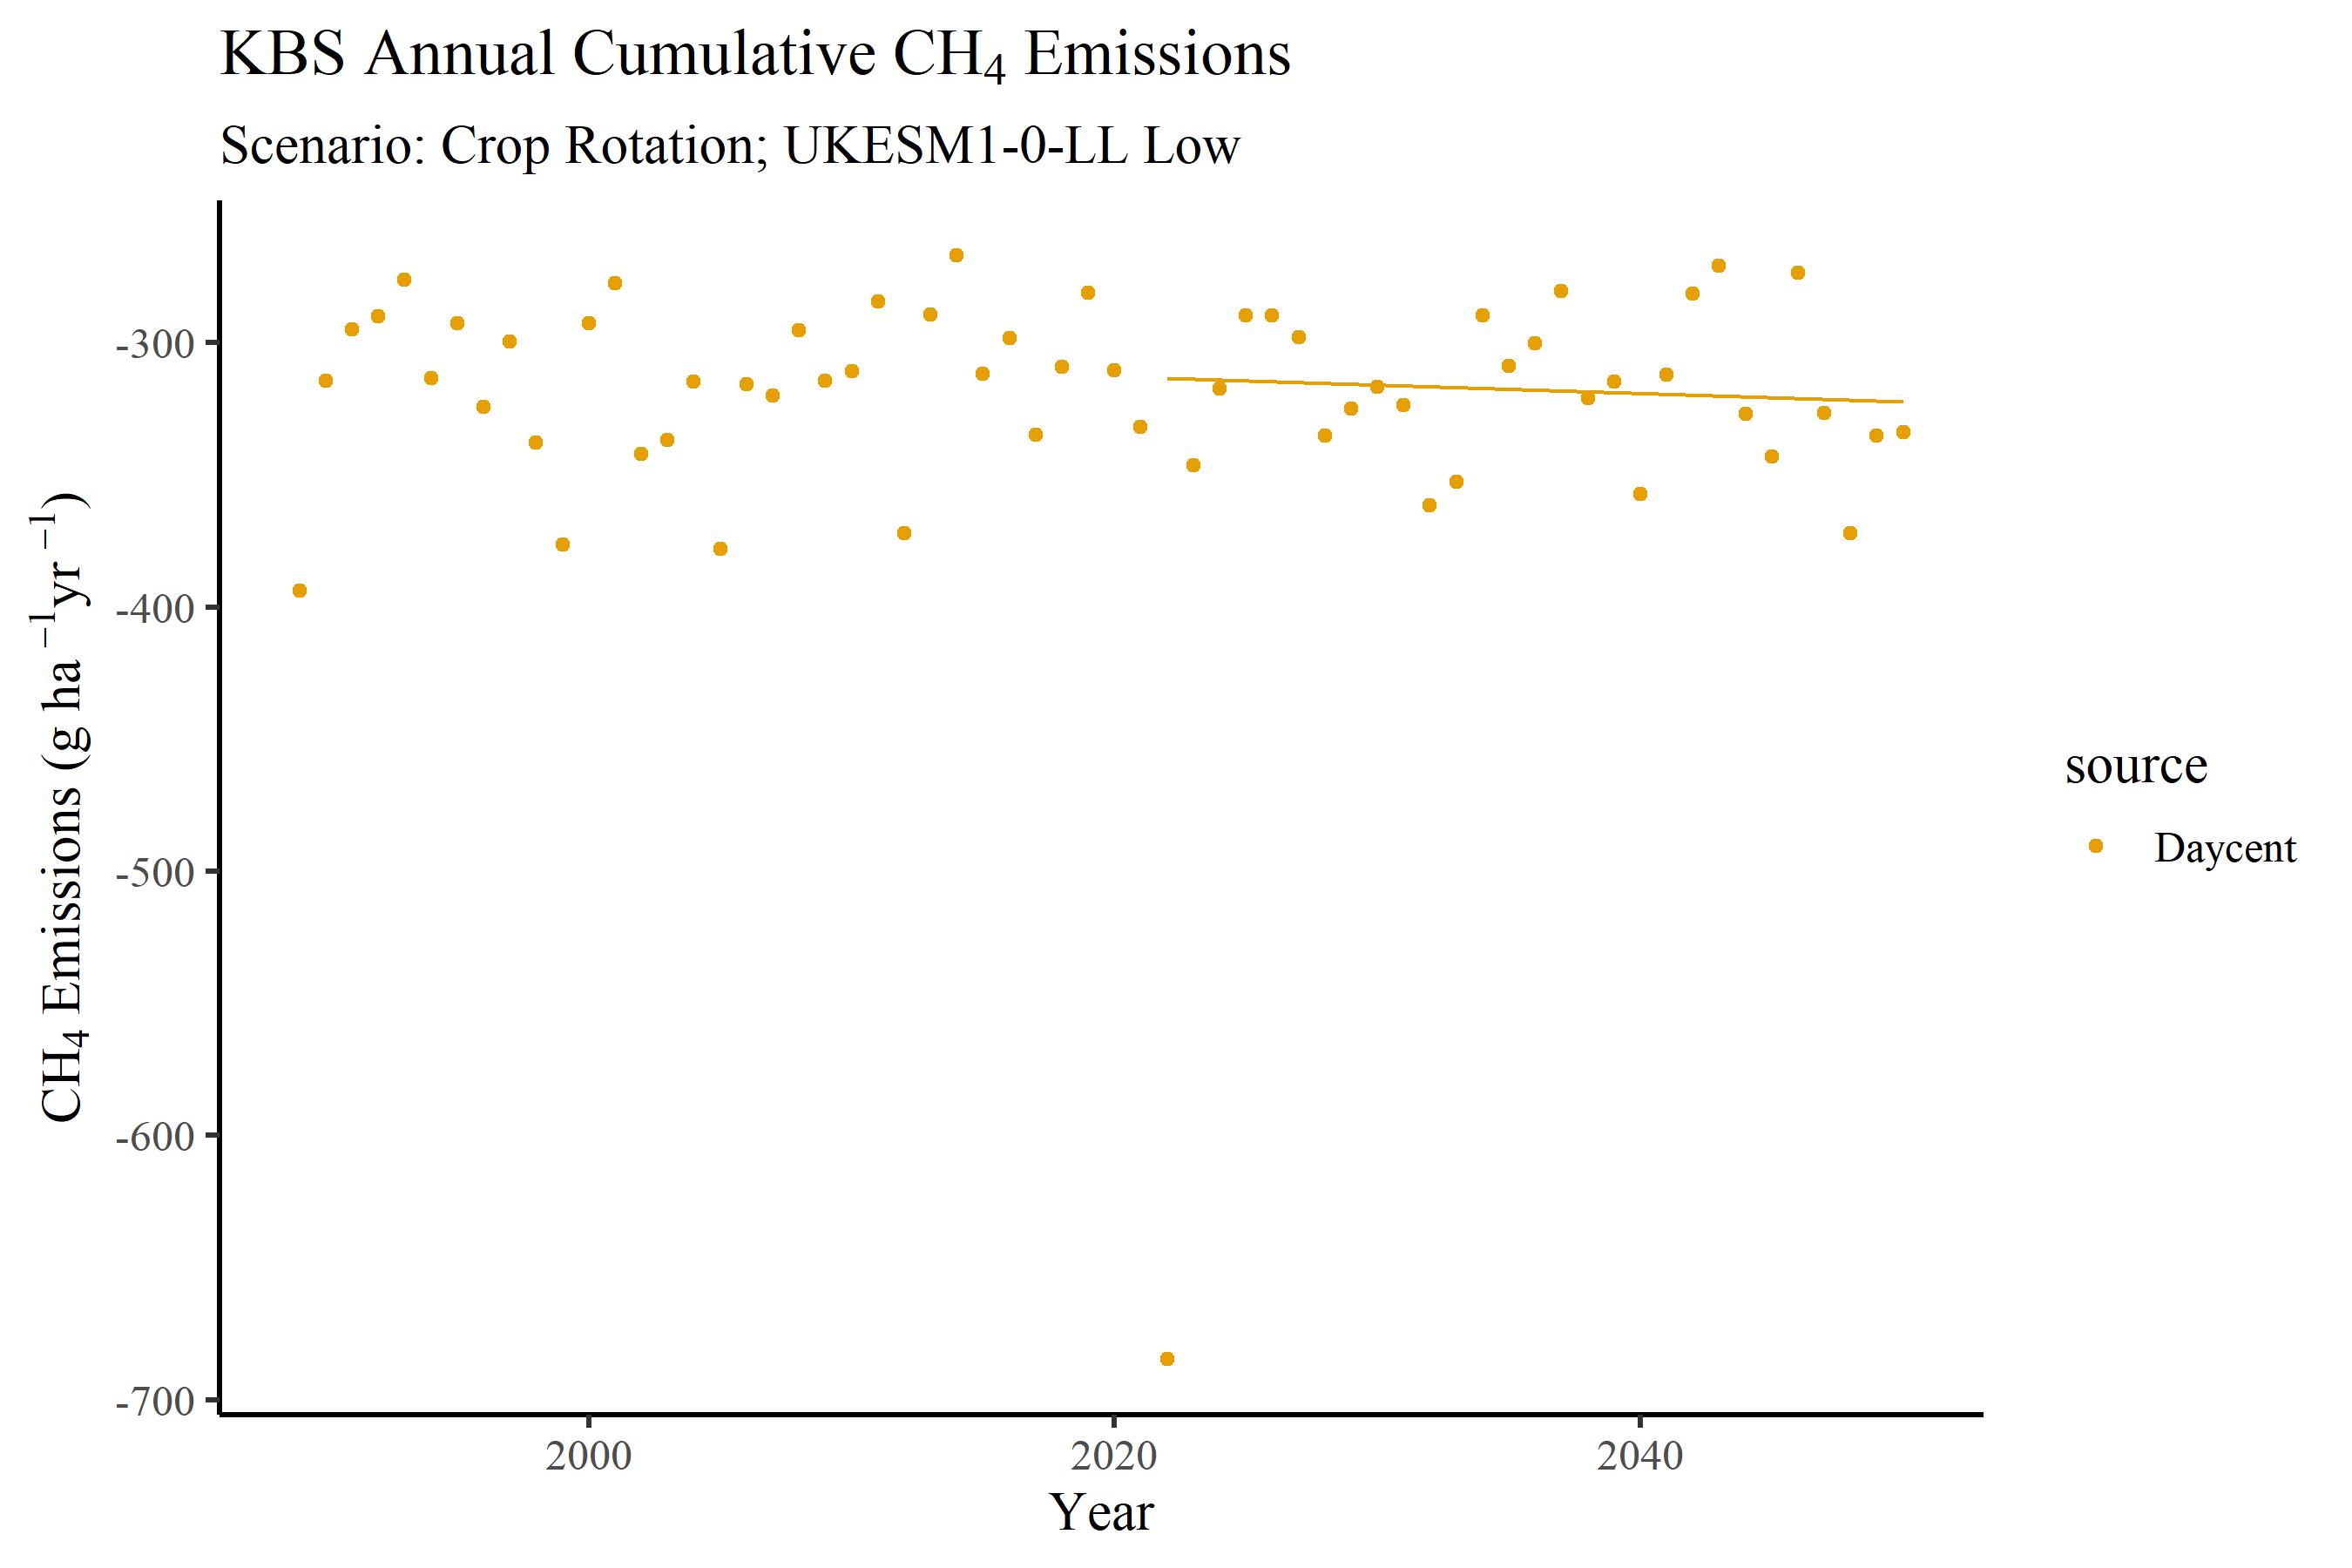 KBS Annual Cumulative CH₄ Emissions
Scenario: Crop Rotation; UKESM1-0-LL Low
CH₄ Emissions (g ha ⁻¹yr ⁻¹)
-300
-400
-500
-600
-700
2000 2020 2040
Year
source
Daycent